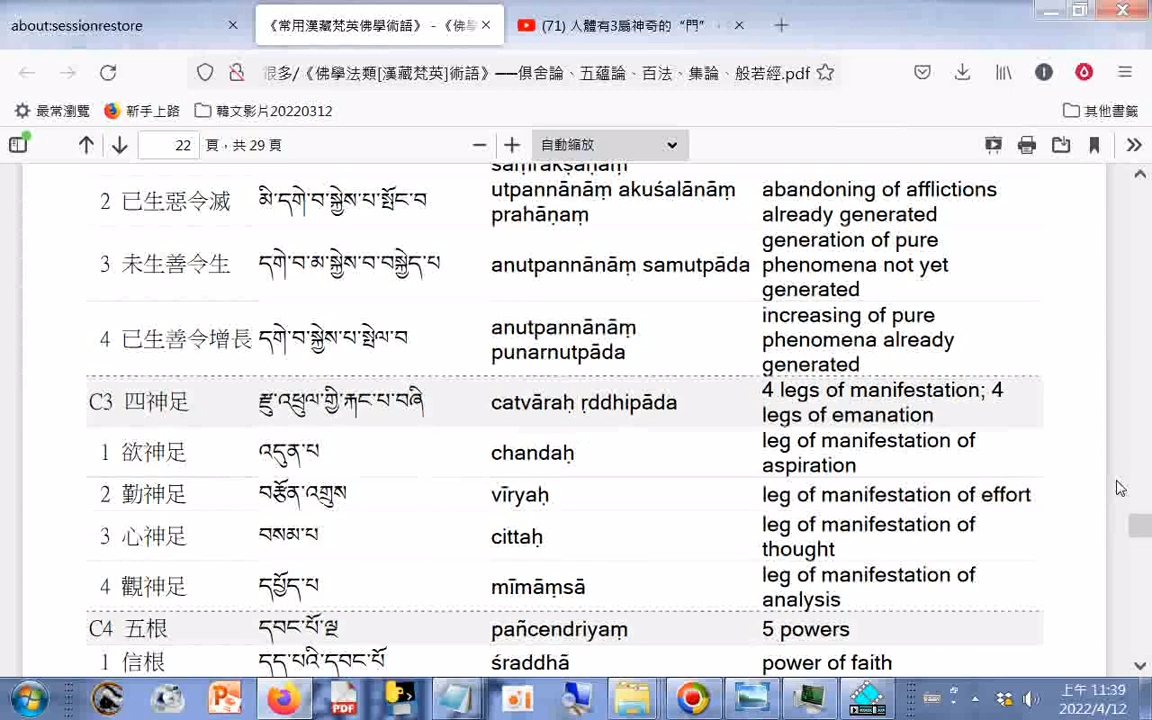 about:sessionrestore
《常用漢藏梵英佛學術語》 - 《佛學
(71) 人體有3扇神奇的“門”
很多/《佛學法類[漢藏梵英]術語》──俱舍論、五蘊論、百法、集論、般若經.pdf
最常瀏覽
新手上路
韓文影片20220312
其他書籤
22 頁，共 29 頁
自動縮放
saṃrakṣaṇaṃ
2 已生惡令滅 མི་དགེ་བ་སྐྱེས་པ་སྤོང་བ utpannānāṃ akuśalānāṃ prahāṇaṃ abandoning of afflictions already generated
3 未生善令生 དགེ་བ་མ་སྐྱེས་བ་བསྐྱེད་པ anutpannānāṃ samutpāda generation of pure phenomena not yet generated
4 已生善令增長 དགེ་བ་སྐྱེས་པ་སྤེལ་བ anutpannānāṃ punarnutpāda increasing of pure phenomena already generated
C3 四神足 རྫུ་འཕྲུལ་གྱི་རྐང་པ་བཞི catvāraḥ ṛddhipāda 4 legs of manifestation; 4 legs of emanation
1 欲神足 འདུན་པ chandaḥ leg of manifestation of aspiration
2 勤神足 བརྩོན་འགྲུས vīryaḥ leg of manifestation of effort
3 心神足 བསམ་པ cittaḥ leg of manifestation of thought
4 觀神足 དཔྱོད་པ mīmāṃsā leg of manifestation of analysis
C4 五根 དབང་པོ་ལྔ pañcendriyaṃ 5 powers
1 信根 དད་པའི་དབང་པོ śraddhā power of faith
上午 11:39
2022/4/12